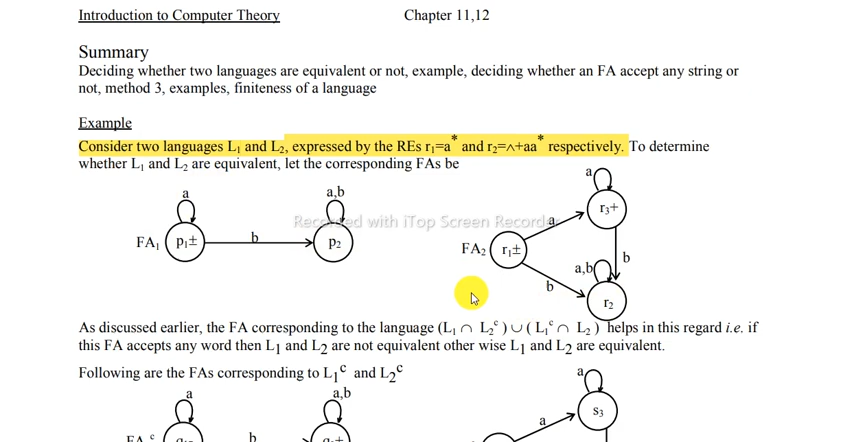 Introduction to Computer Theory Chapter 11,12
Summary
Deciding whether two languages are equivalent or not, example, deciding whether an FA accept any string or
not, method 3, examples, finiteness of a language
Example
Consider two languages L₁ and L₂, expressed by the REs r₁=a* and r₂=^+aa* respectively. To determine
whether L₁ and L₂ are equivalent, let the corresponding FAs be
a a,b a
Recorded with iTop Screen Recorder
r₃+
a
FA₁ p₁± b p₂ FA₂ r₁±
b
a,b
b
r₂
As discussed earlier, the FA corresponding to the language (L₁ ∩ L₂ᶜ) ∪ ( L₁ᶜ ∩ L₂ ) helps in this regard i.e. if
this FA accepts any word then L₁ and L₂ are not equivalent other wise L₁ and L₂ are equivalent.
Following are the FAs corresponding to L₁ᶜ and L₂ᶜ
a a,b a
s₃
a
b